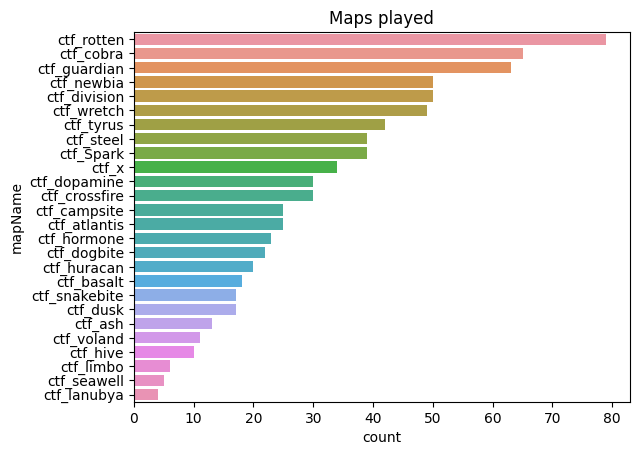 Maps played
mapName
ctf_rotten
ctf_cobra
ctf_guardian
ctf_newbia
ctf_division
ctf_wretch
ctf_tyrus
ctf_steel
ctf_Spark
ctf_x
ctf_dopamine
ctf_crossfire
ctf_campsite
ctf_atlantis
ctf_hormone
ctf_dogbite
ctf_huracan
ctf_basalt
ctf_snakebite
ctf_dusk
ctf_ash
ctf_voland
ctf_hive
ctf_limbo
ctf_seawell
ctf_lanubya
0 10 20 30 40 50 60 70 80
count